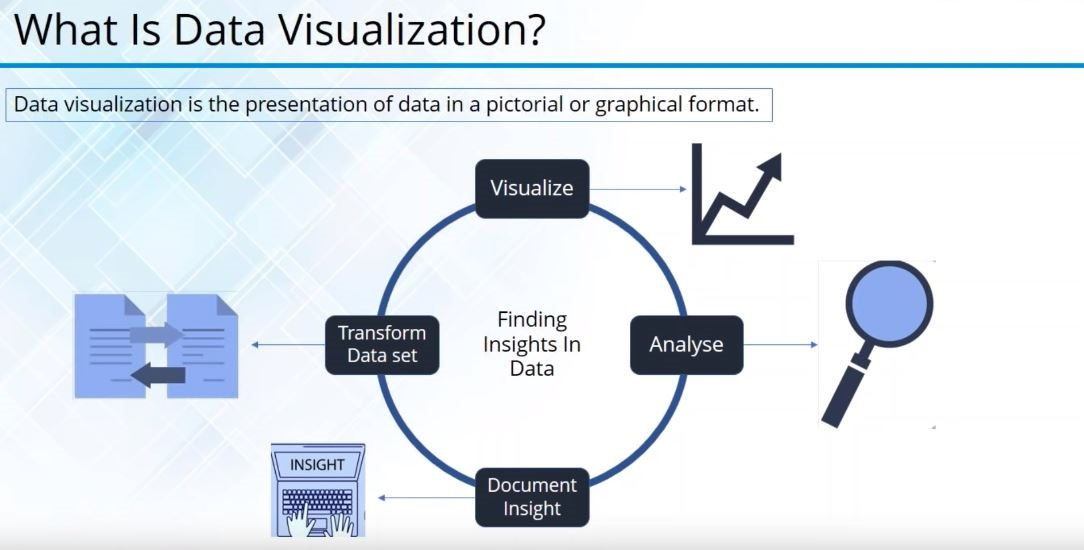 What Is Data Visualization?
Data visualization is the presentation of data in a pictorial or graphical format.
Visualize
Transform
Data set
Finding
Insights In
Data
Analyse
INSIGHT
Document
Insight